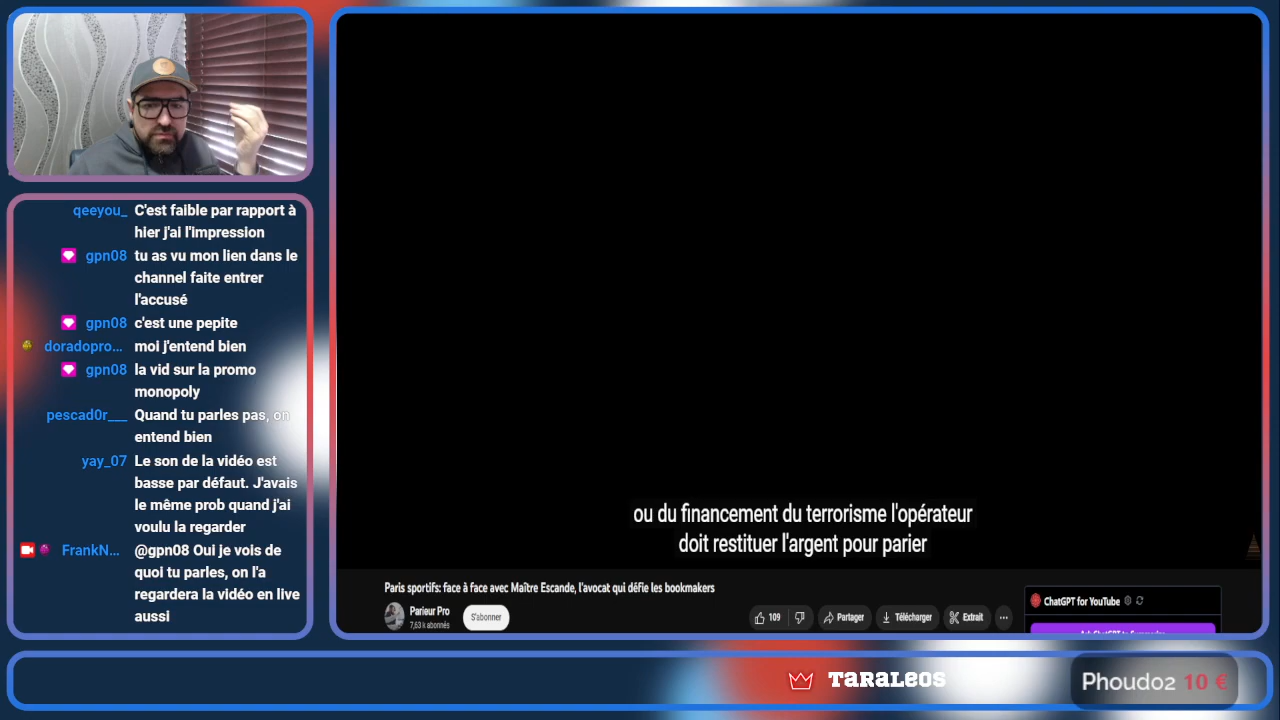 qeeyou_ C'est faible par rapport à
hier j'ai l'impression
gpn08 tu as vu mon lien dans le
channel faite entrer
l'accusé
gpn08 c'est une pepite
doradopro... moi j'entend bien
gpn08 la vid sur la promo
monopoly
pescad0r___ Quand tu parles pas, on
entend bien
yay_07 Le son de la vidéo est
basse par défaut. J'avais
le même prob quand j'ai
voulu la regarder
FrankN... @gpn08 Oui je vois de
quoi tu parles, on l'a
regardera la vidéo en live
aussi
ou du financement du terrorisme l'opérateur
doit restituer l'argent pour parier
Paris sportifs: face à face avec Maître Escande, l'avocat qui défie les bookmakers
Parieur Pro
7,63 k abonnés
S'abonner
109
Partager
Télécharger
Extrait
ChatGPT for YouTube
TARALEOS
Phoudo2 10 €